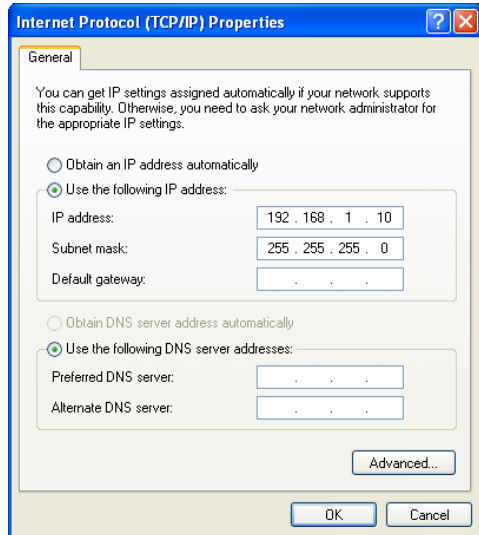 Internet Protocol (TCP/IP) Properties
General
You can get IP settings assigned automatically if your network supports
this capability. Otherwise, you need to ask your network administrator for
the appropriate IP settings.
Obtain an IP address automatically
Use the following IP address:
IP address: 192 . 168 . 1 . 10
Subnet mask: 255 . 255 . 255 . 0
Default gateway: . . .
Obtain DNS server address automatically
Use the following DNS server addresses:
Preferred DNS server: . . .
Alternate DNS server: . . .
Advanced...
OK Cancel